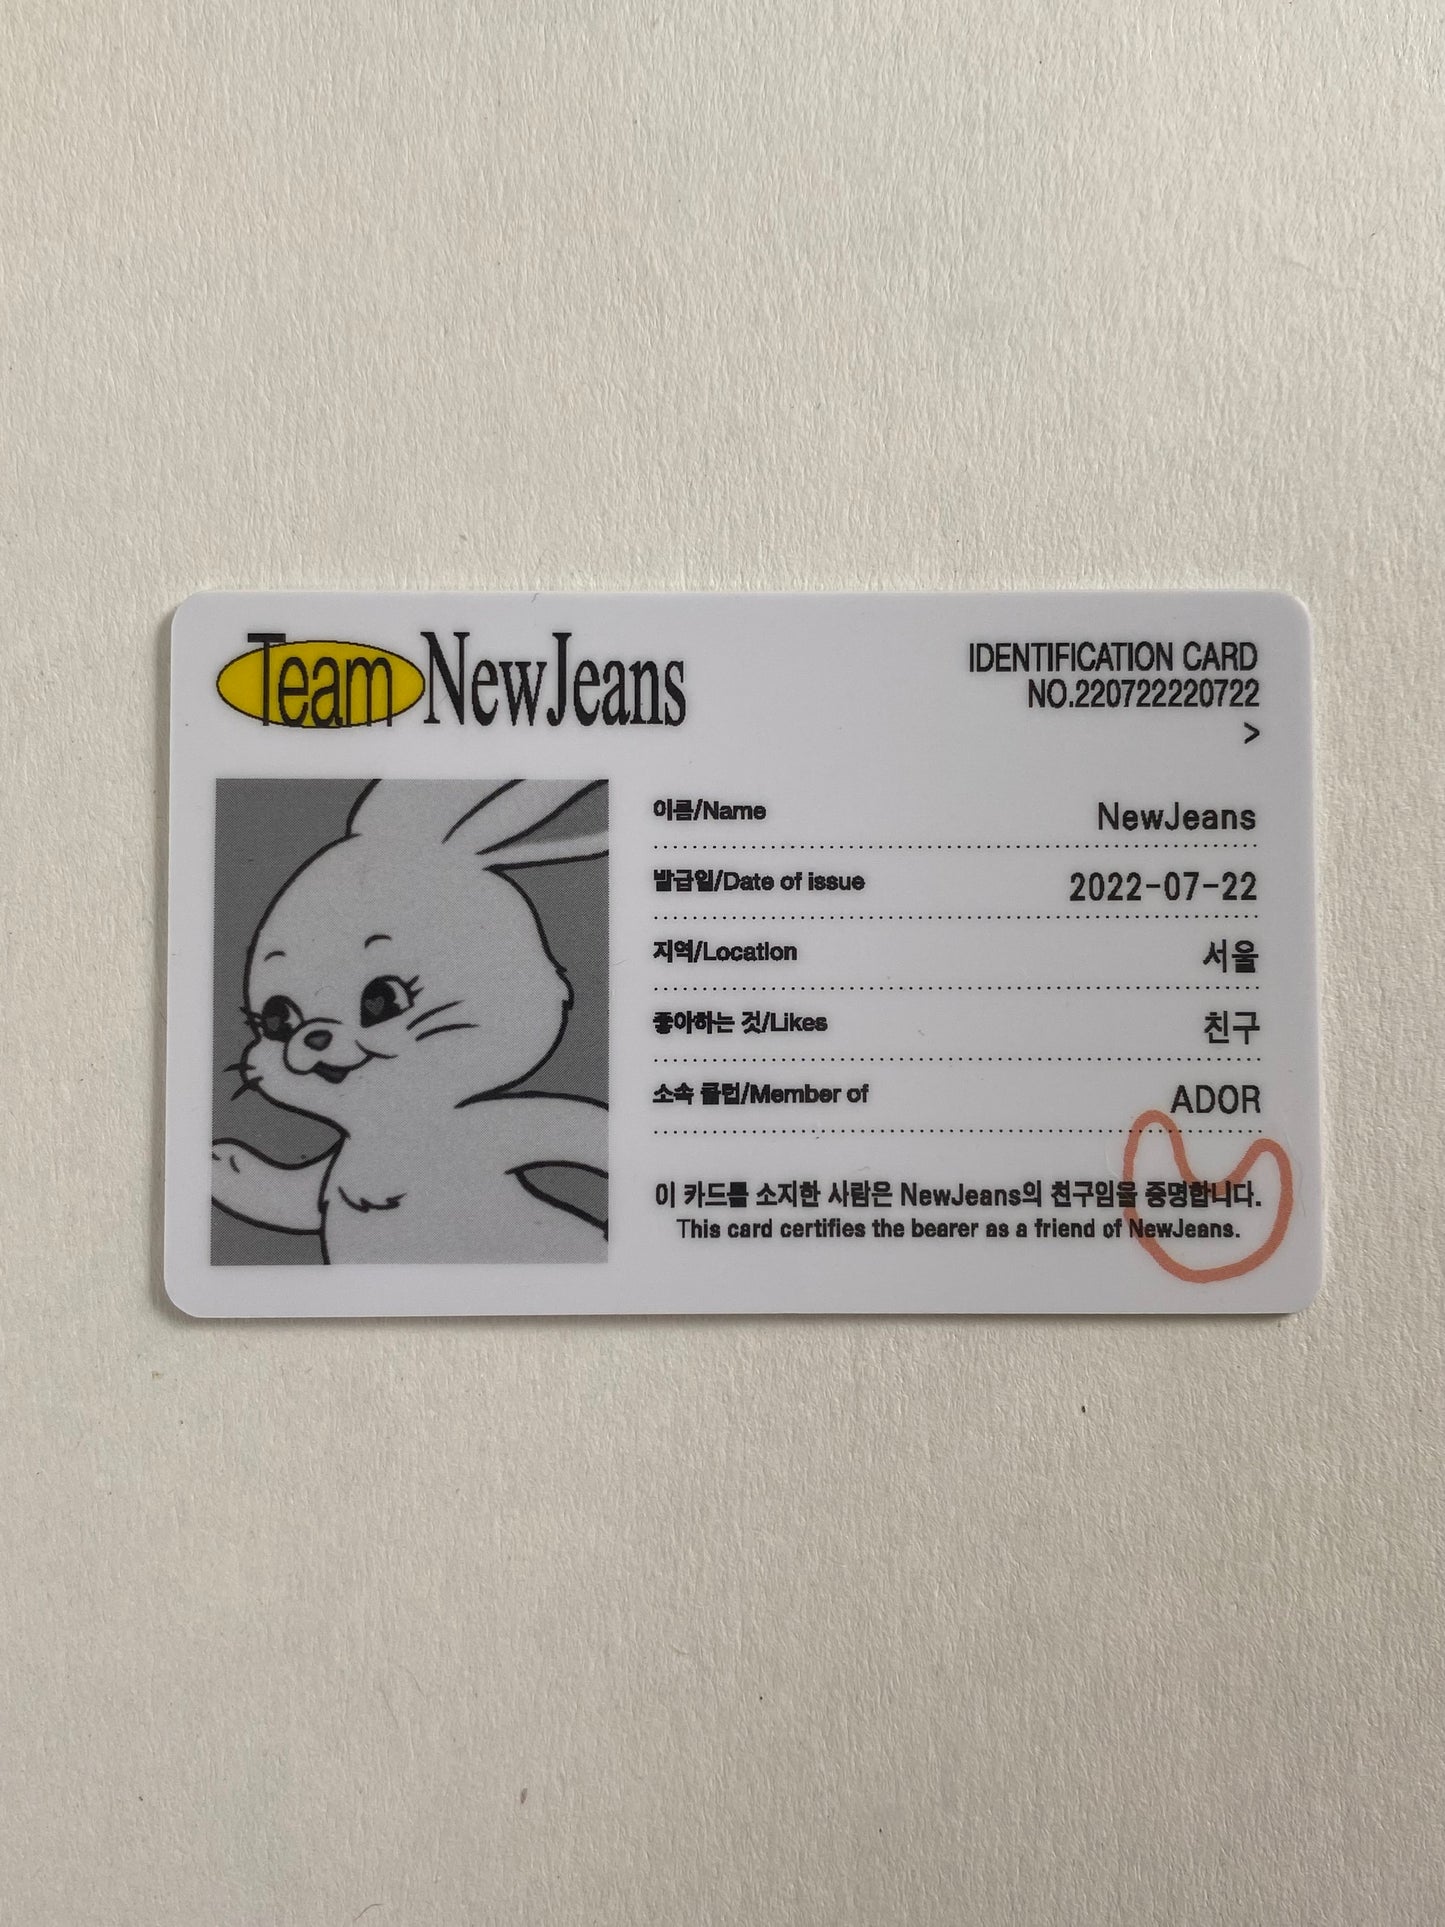 Team NewJeans
IDENTIFICATION CARD
NO.220722220722
>
이름/Name NewJeans
발급일/Date of issue 2022-07-22
지역/Location 서울
좋아하는 것/Likes 친구
소속 클럽/Member of ADOR
이 카드를 소지한 사람은 NewJeans의 친구임을 증명합니다.
This card certifies the bearer as a friend of NewJeans.